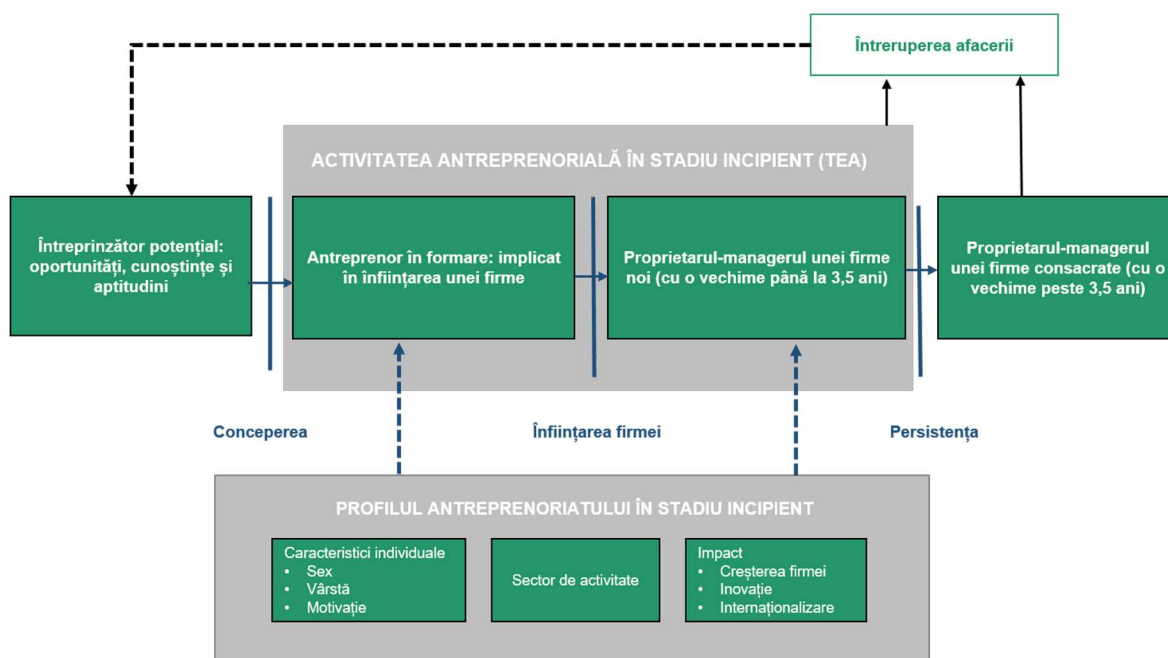 Întreruperea afacerii
ACTIVITATEA ANTREPRENORIALĂ ÎN STADIU INCIPIENT (TEA)
Întreprinzător potențial:
oportunități, cunoștințe și
aptitudini
Antreprenor în formare: implicat
în înființarea unei firme
Proprietarul-managerul unei firme
noi (cu o vechime până la 3,5 ani)
Proprietarul-managerul
unei firme consacrate (cu o
vechime peste 3,5 ani)
Conceperea
Înființarea firmei
Persistența
PROFILUL ANTREPRENORIATULUI ÎN STADIU INCIPIENT
Caracteristici individuale
• Sex
• Vârstă
• Motivație
Sector de activitate
Impact
• Creșterea firmei
• Inovație
• Internaționalizare